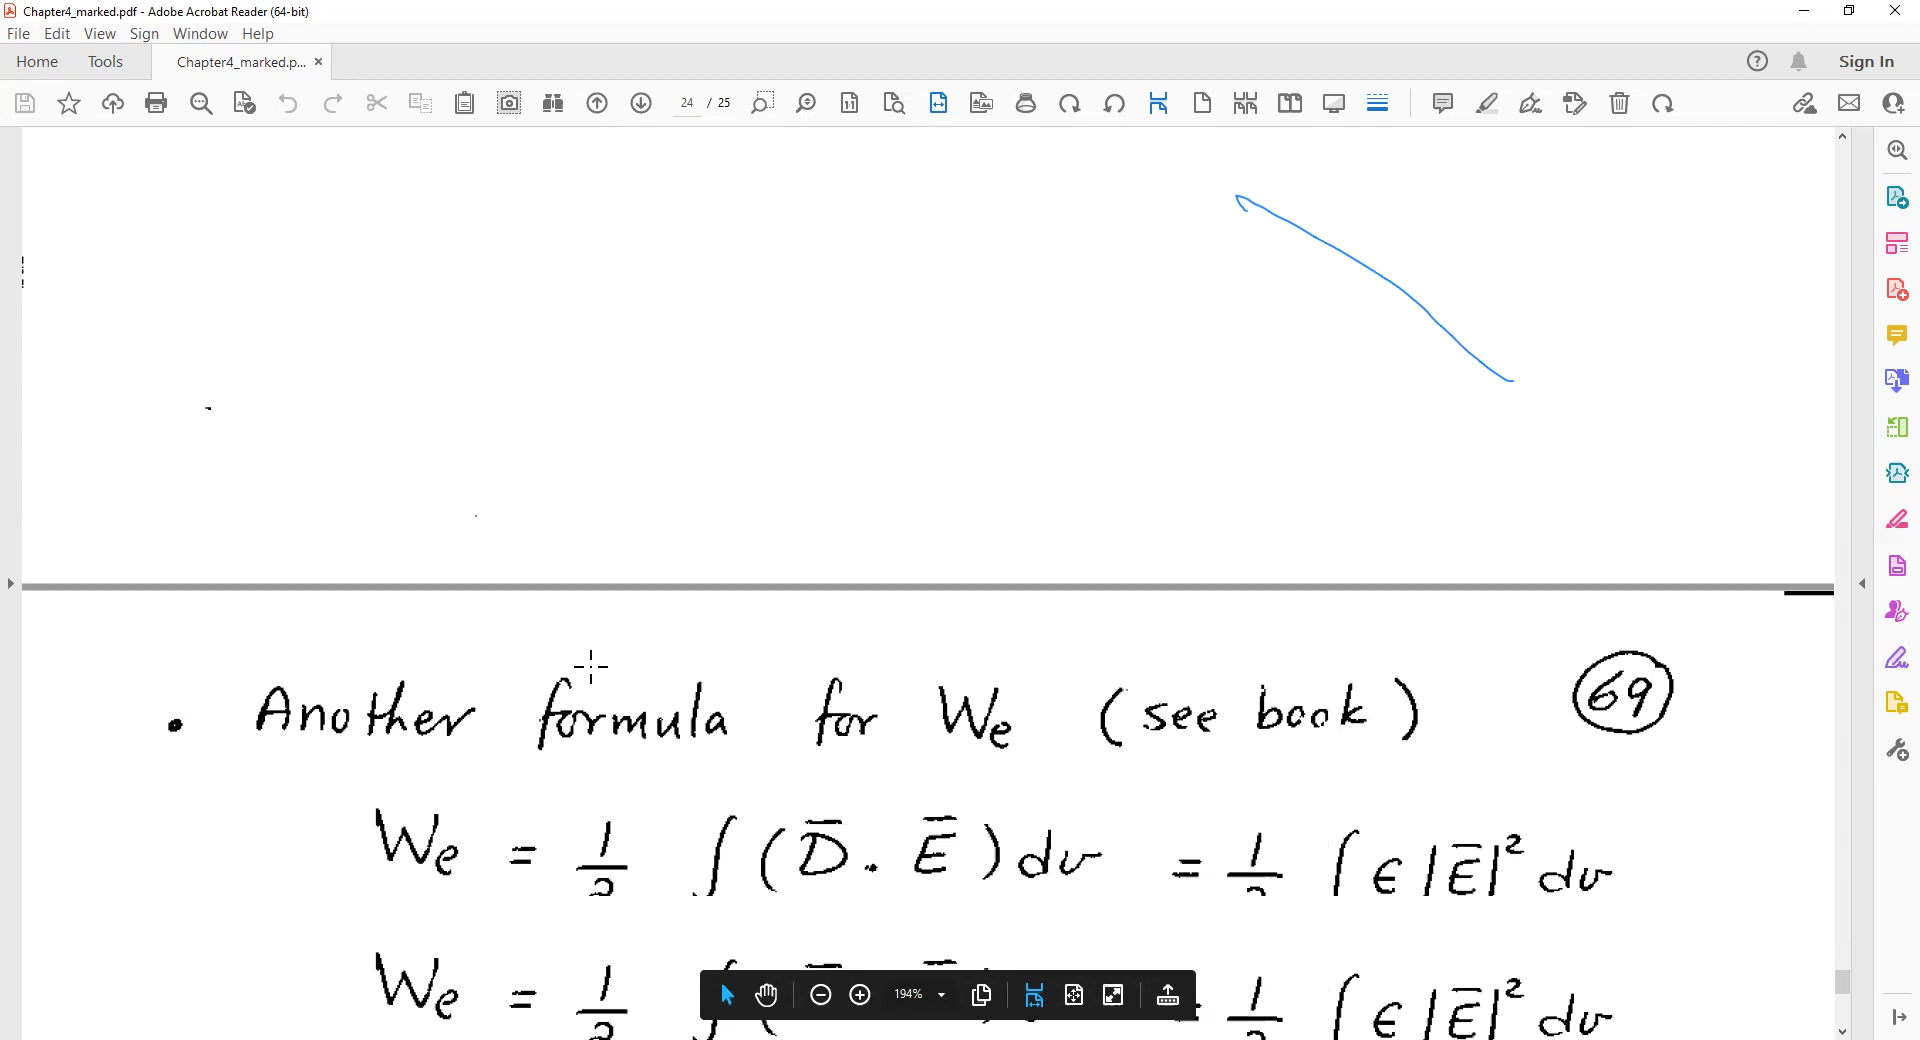 Chapter4_marked.pdf - Adobe Acrobat Reader (64-bit)
File Edit View Sign Window Help
Home Tools Chapter4_marked.p... × Sign In
24 / 25
• Another formula for We (see book) 69
We = 1/2 ∫(D̅ . E̅)dv = 1/2 ∫ϵ|E̅|² dv
We = 1/2 ∫( = 1/2 ∫ϵ|E̅|² dv
194%